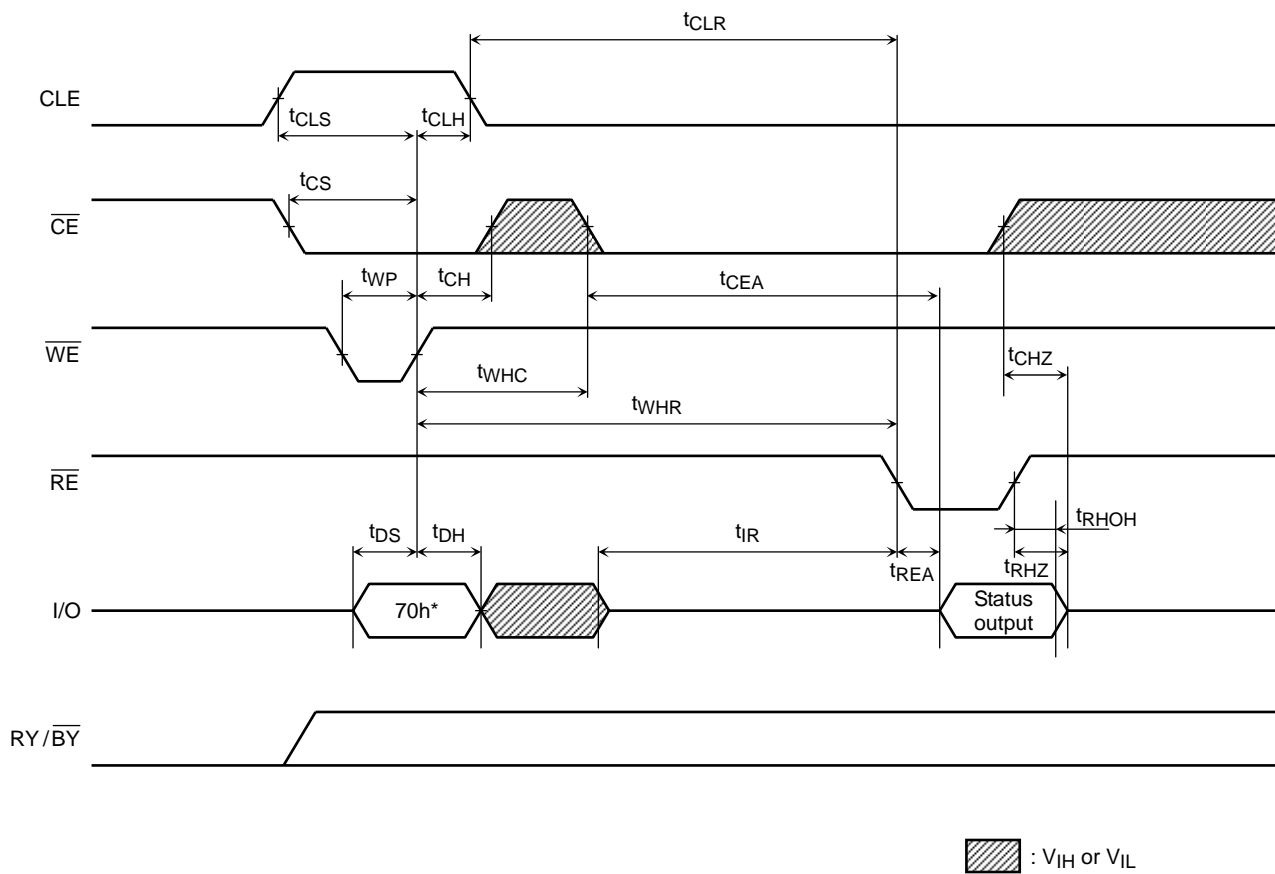 tCLR
CLE
tCLS
tCLH
tCS
CE
tWP
tCH
tCEA
WE
tCHZ
tWHC
tWHR
RE
tDS
tDH
tIR
tRHOH
tREA
tRHZ
I/O
70h*
Status
output
RY/BY
: VIH or VIL